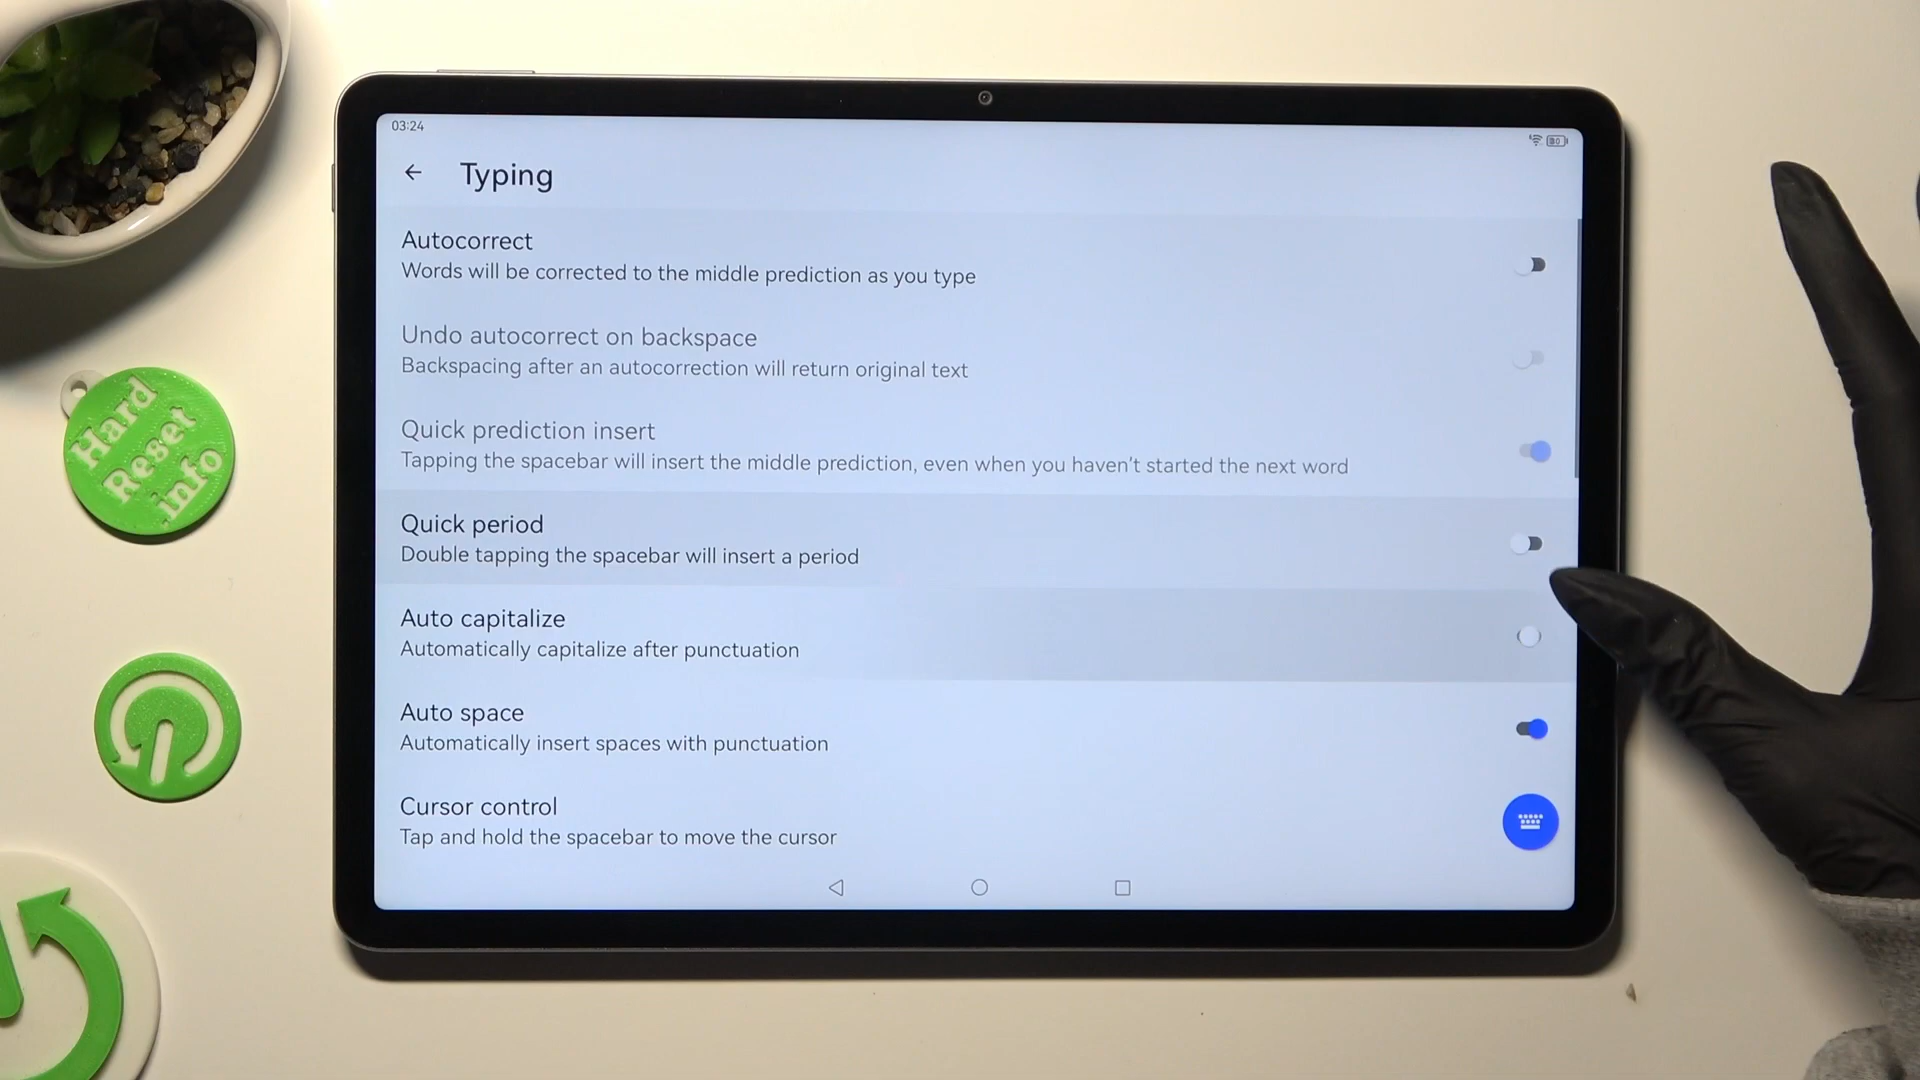 03:24
80
Typing
Autocorrect
Words will be corrected to the middle prediction as you type
Undo autocorrect on backspace
Backspacing after an autocorrection will return original text
Quick prediction insert
Tapping the spacebar will insert the middle prediction, even when you haven't started the next word
Quick period
Double tapping the spacebar will insert a period
Auto capitalize
Automatically capitalize after punctuation
Auto space
Automatically insert spaces with punctuation
Cursor control
Tap and hold the spacebar to move the cursor
Hard
Reset
.info